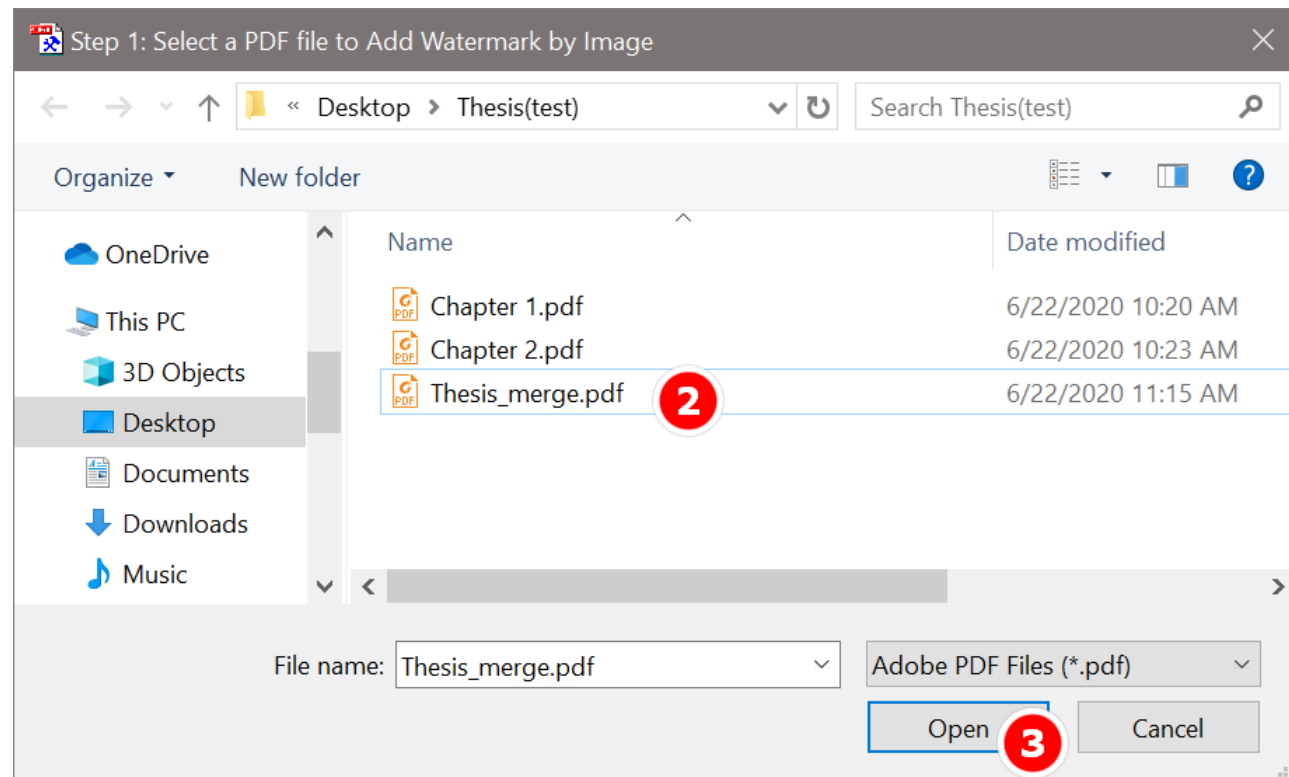 Step 1: Select a PDF file to Add Watermark by Image
« Desktop > Thesis(test)
Search Thesis(test)
Organize
New folder
?
OneDrive
This PC
3D Objects
Desktop
Documents
Downloads
Music
Name
Date modified
PDF Chapter 1.pdf 6/22/2020 10:20 AM
PDF Chapter 2.pdf 6/22/2020 10:23 AM
PDF Thesis_merge.pdf 2 6/22/2020 11:15 AM
File name: Thesis_merge.pdf
Adobe PDF Files (*.pdf)
Open 3
Cancel